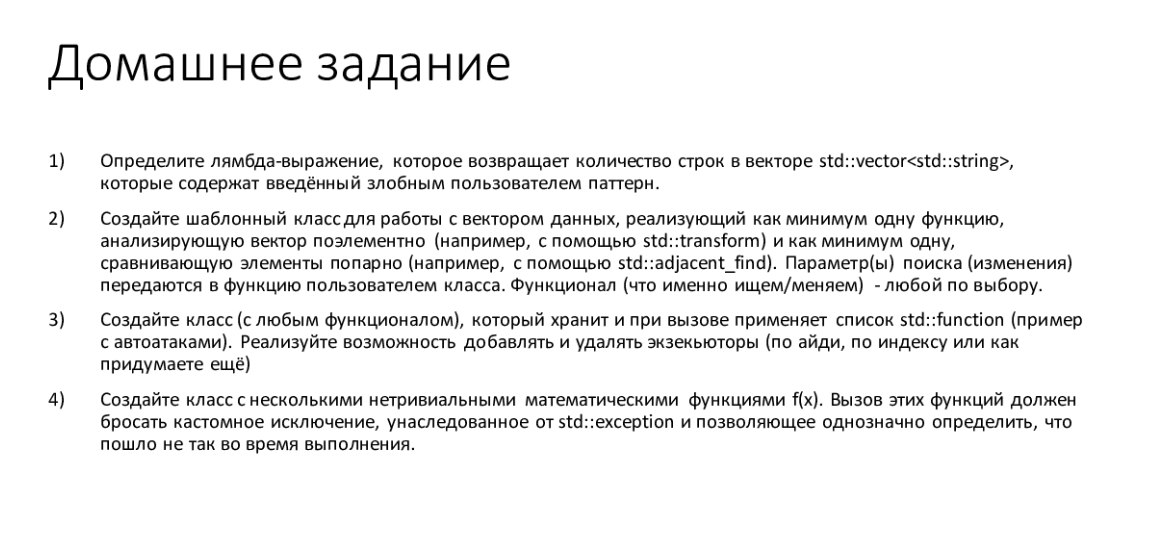 Домашнее задание
1) Определите лямбда-выражение, которое возвращает количество строк в векторе std::vector<std::string>,
которые содержат введённый злобным пользователем паттерн.
2) Создайте шаблонный класс для работы с вектором данных, реализующий как минимум одну функцию,
анализирующую вектор поэлементно (например, с помощью std::transform) и как минимум одну,
сравнивающую элементы попарно (например, с помощью std::adjacent_find). Параметр(ы) поиска (изменения)
передаются в функцию пользователем класса. Функционал (что именно ищем/меняем) - любой по выбору.
3) Создайте класс (с любым функционалом), который хранит и при вызове применяет список std::function (пример
с автоатаками). Реализуйте возможность добавлять и удалять экзекьюторы (по айди, по индексу или как
придумаете ещё)
4) Создайте класс с несколькими нетривиальными математическими функциями f(x). Вызов этих функций должен
бросать кастомное исключение, унаследованное от std::exception и позволяющее однозначно определить, что
пошло не так во время выполнения.